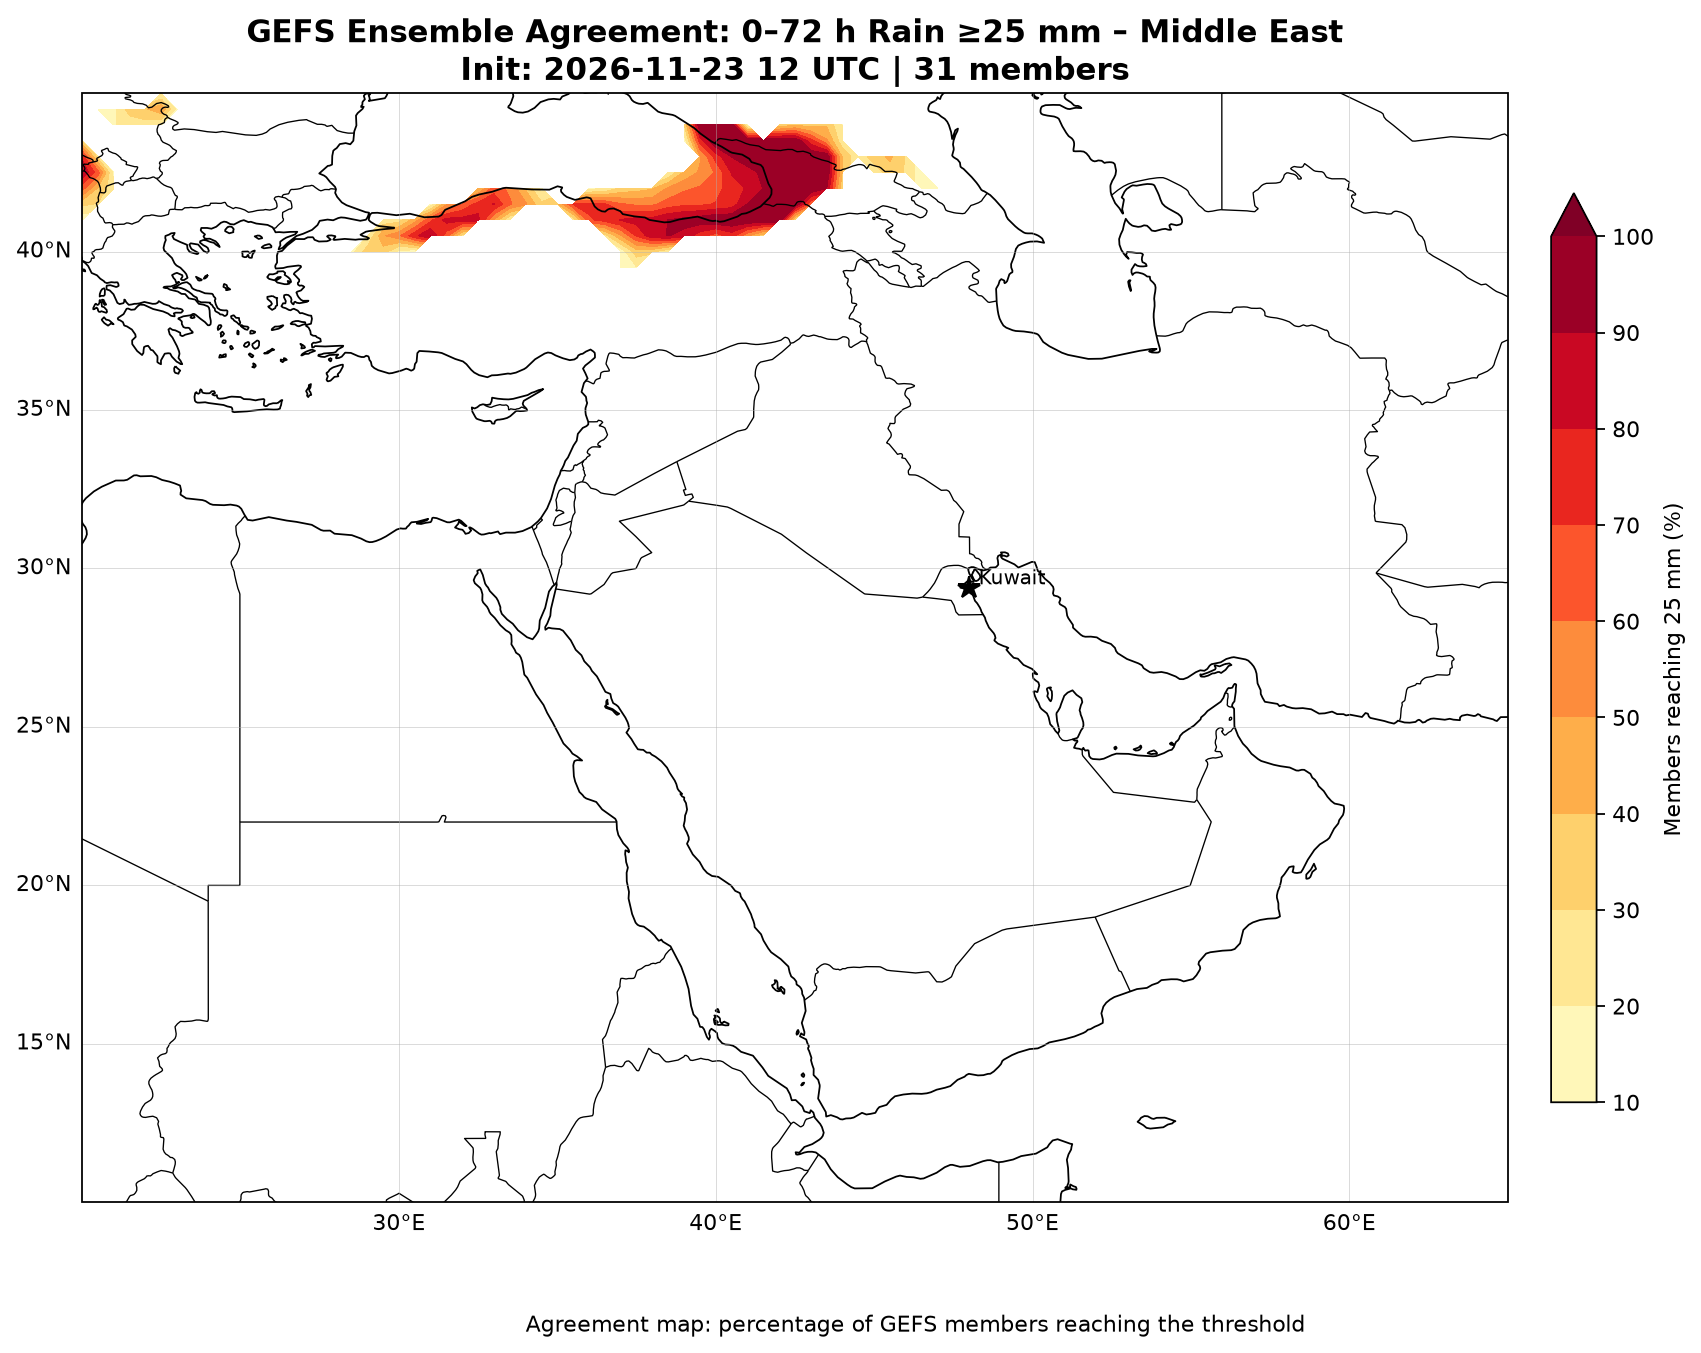 GEFS Ensemble Agreement: 0–72 h Rain ≥25 mm – Middle East
Init: 2026-11-23 12 UTC | 31 members
40°N
35°N
30°N
25°N
20°N
15°N
30°E
40°E
50°E
60°E
Kuwait
100
90
80
70
60
50
40
30
20
10
Members reaching 25 mm (%)
Agreement map: percentage of GEFS members reaching the threshold